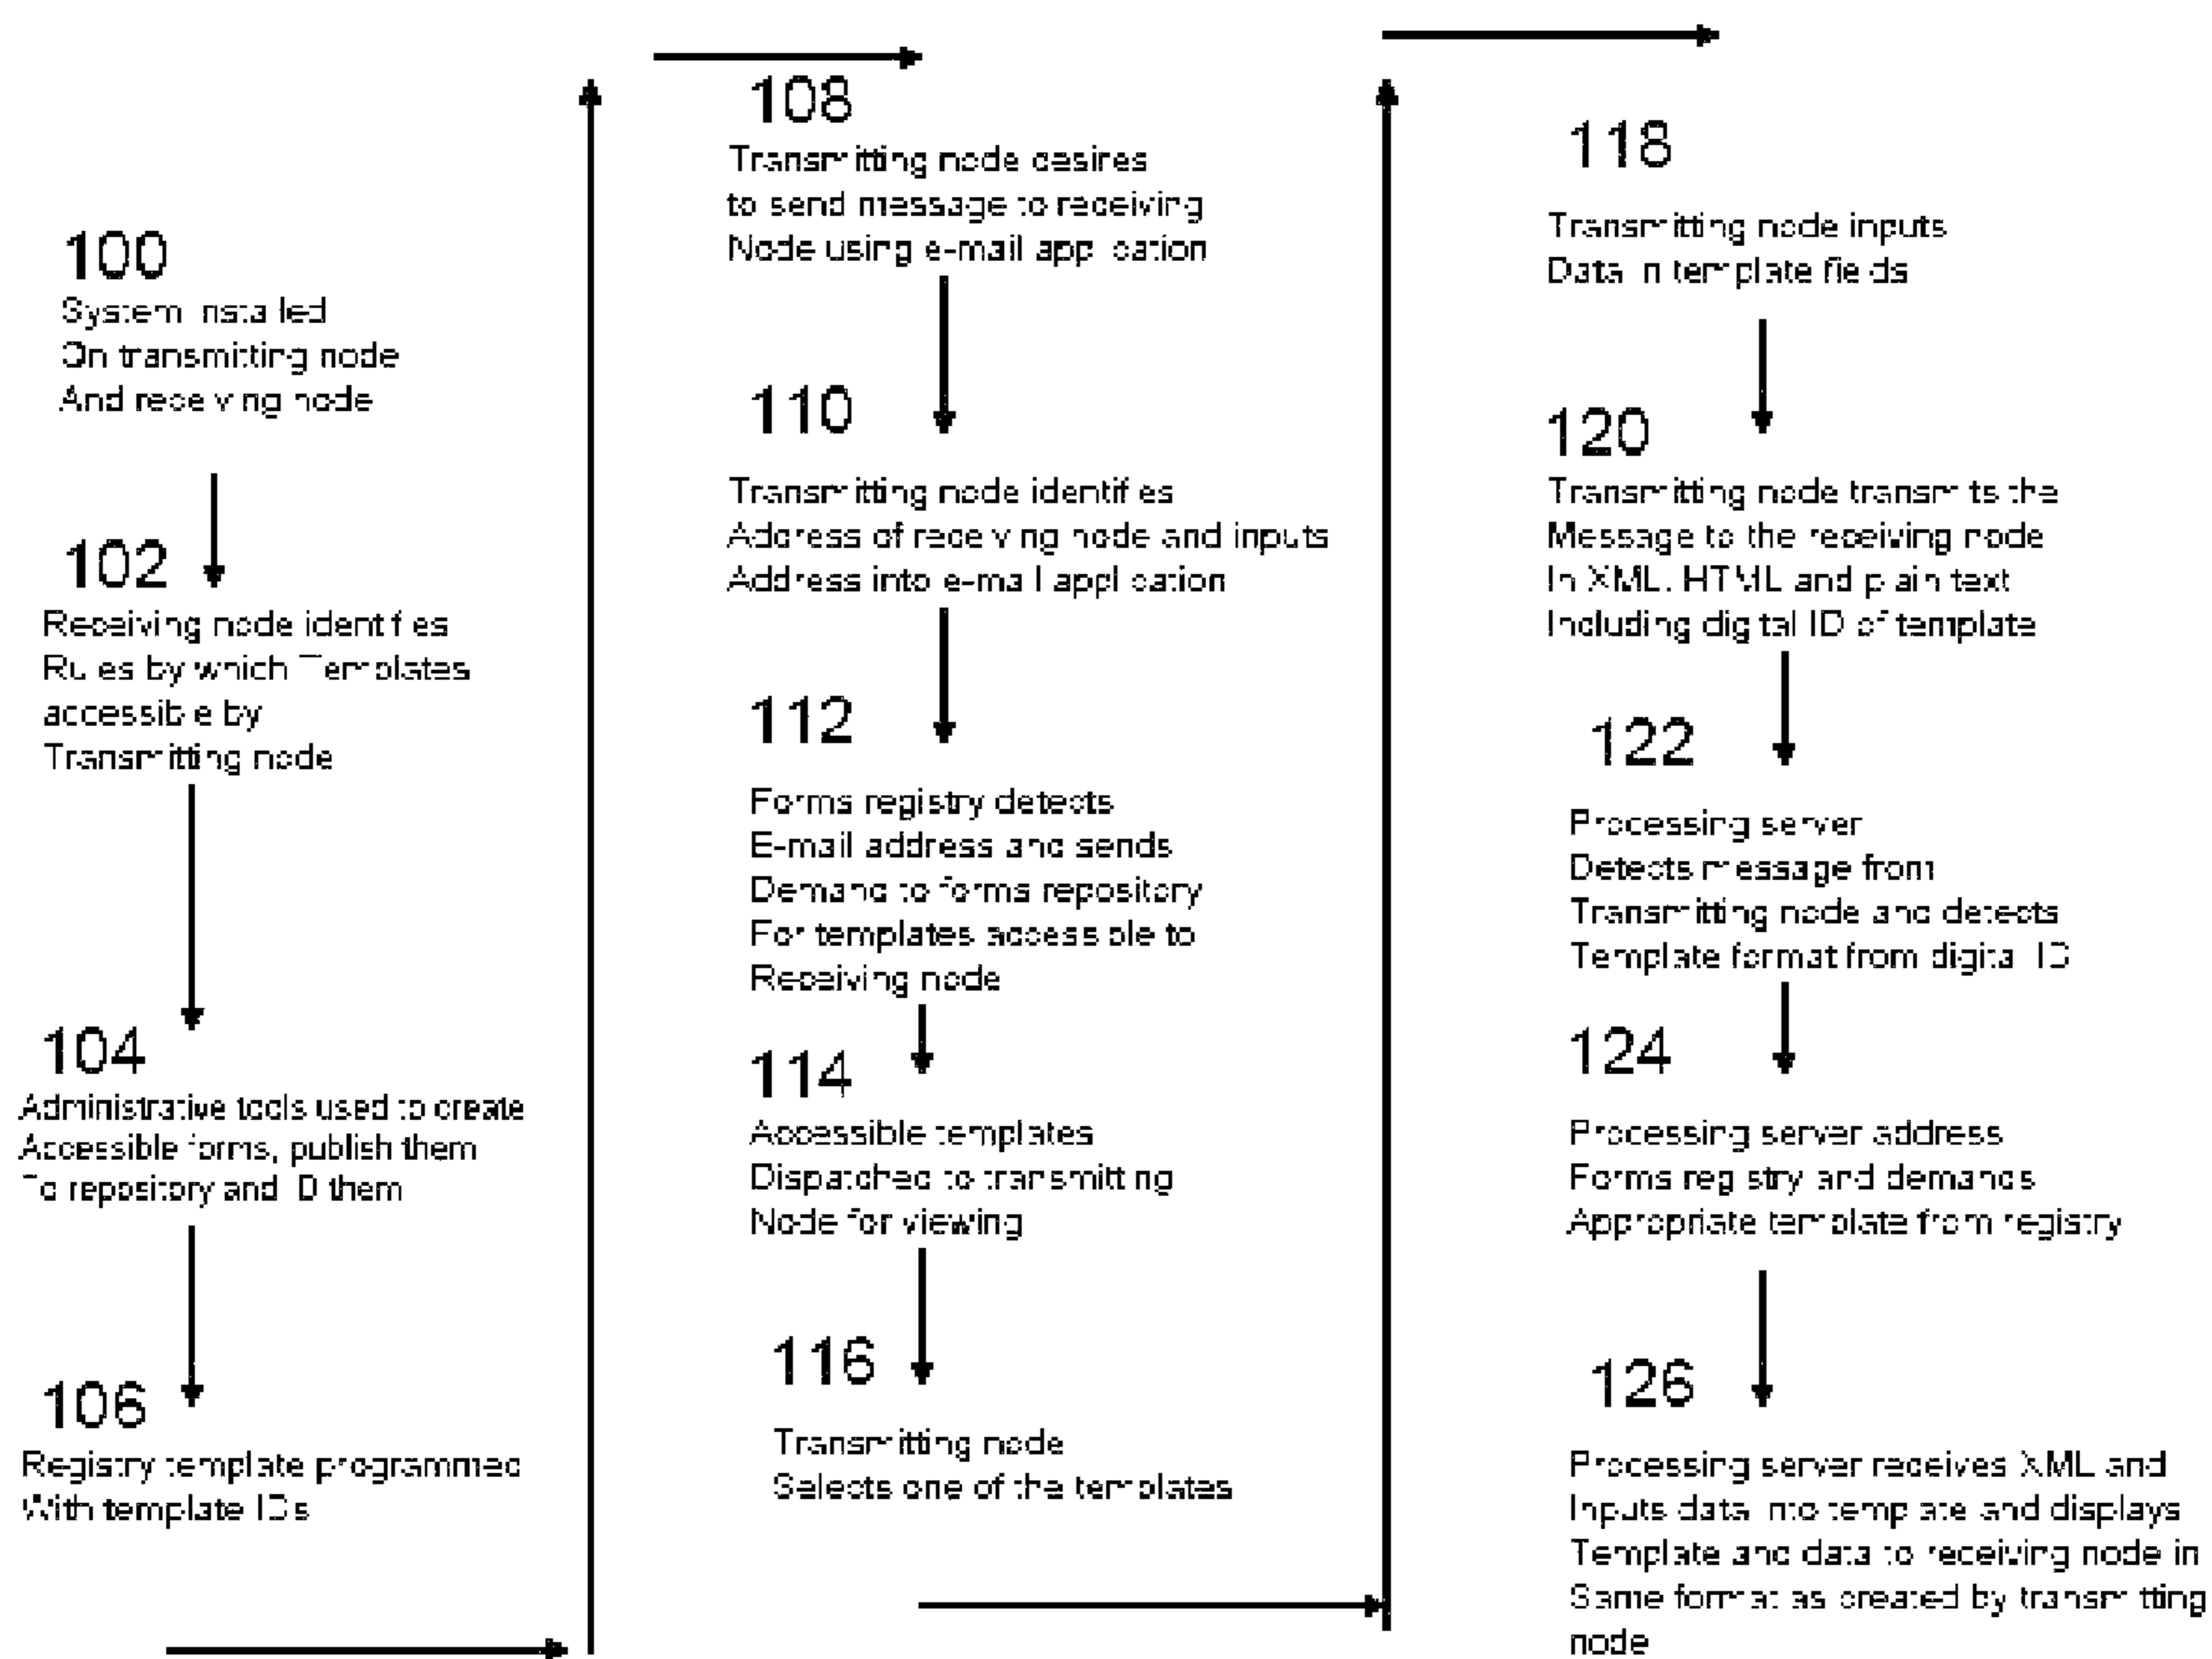 100
System installed
On transmitting node
And receiving node
102
Receiving node identifies
Rules by which Templates
accessible by
Transmitting node
104
Administrative tools used to create
Accessible forms, publish them
To repository and ID them
106
Registry template programmed
With template IDs
108
Transmitting node desires
to send message to receiving
Node using e-mail application
110
Transmitting node identifies
Address of receiving node and inputs
Address into e-mail application
112
Forms registry detects
E-mail address and sends
Demand to forms repository
For templates accessible to
Receiving node
114
Accessible templates
Dispatched to transmitting
Node for viewing
116
Transmitting node
Selects one of the templates
118
Transmitting node inputs
Data in template fields
120
Transmitting node transmits the
Message to the receiving node
In XML, HTML and plain text
Including digital ID of template
122
Processing server
Detects message from
Transmitting node and detects
Template format from digital ID
124
Processing server address
Forms registry and demands
Appropriate template from registry
126
Processing server receives XML and
Inputs data into template and displays
Template and data to receiving node in
Same format as created by transmitting
node